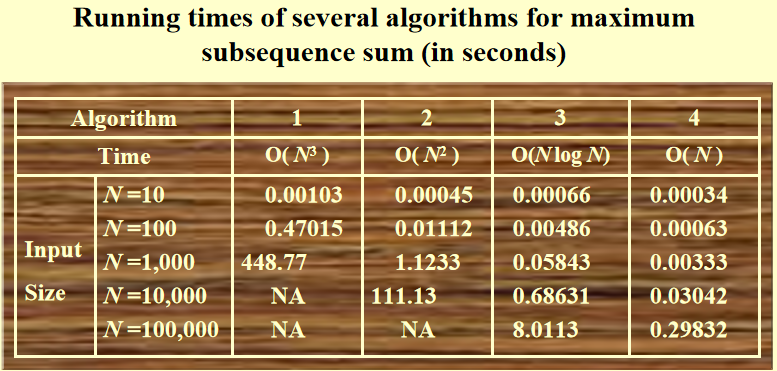 Running times of several algorithms for maximum
subsequence sum (in seconds)
Algorithm 1 2 3 4
Time O( N³ ) O( N² ) O(N log N) O( N )
Input Size
N =10 0.00103 0.00045 0.00066 0.00034
N =100 0.47015 0.01112 0.00486 0.00063
N =1,000 448.77 1.1233 0.05843 0.00333
N =10,000 NA 111.13 0.68631 0.03042
N =100,000 NA NA 8.0113 0.29832